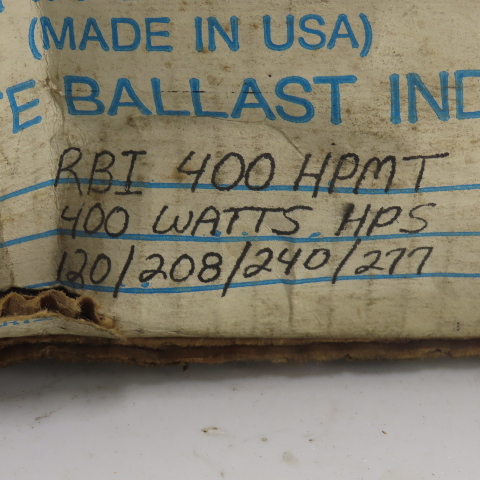 (MADE IN USA)
BALLAST IND
RBI 400 HPMT
400 WATTS HPS
120/208/240/277